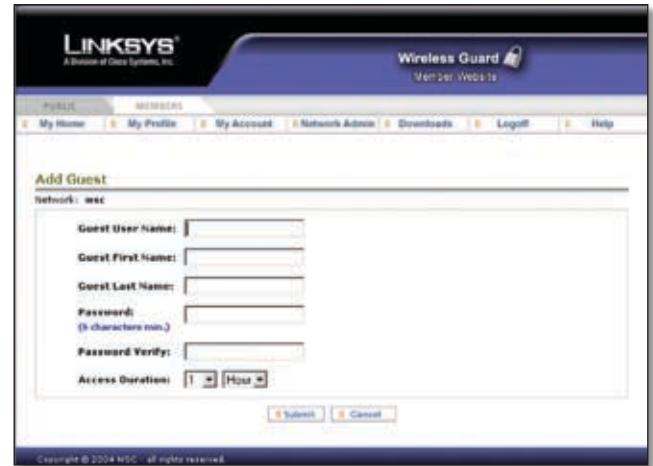 LINKSYS®
A Division of Cisco Systems, Inc.
Wireless Guard
Member Website
PUBLIC MEMBERS
My Home My Profile My Account Network Admin Downloads Logoff Help
Add Guest
Network: wsc
Guest User Name:
Guest First Name:
Guest Last Name:
Password:
(6 characters min.)
Password Verify:
Access Duration: 1 Hour
Submit Cancel
Copyright © 2004 WSC - all rights reserved.